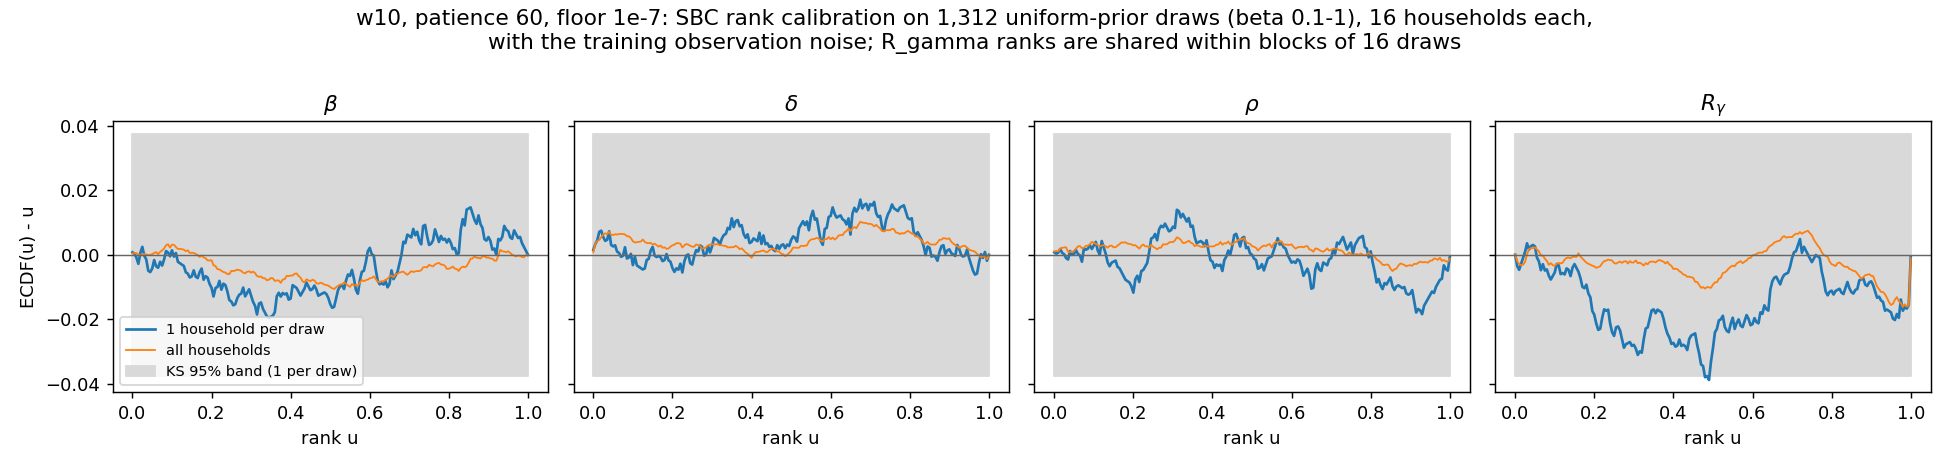 w10, patience 60, floor 1e-7: SBC rank calibration on 1,312 uniform-prior draws (beta 0.1-1), 16 households each,
with the training observation noise; R_gamma ranks are shared within blocks of 16 draws
β
δ
ρ
Rγ
ECDF(u) - u
0.04
0.02
0.00
−0.02
−0.04
1 household per draw
all households
KS 95% band (1 per draw)
0.0 0.2 0.4 0.6 0.8 1.0
0.0 0.2 0.4 0.6 0.8 1.0
0.0 0.2 0.4 0.6 0.8 1.0
0.0 0.2 0.4 0.6 0.8 1.0
rank u
rank u
rank u
rank u